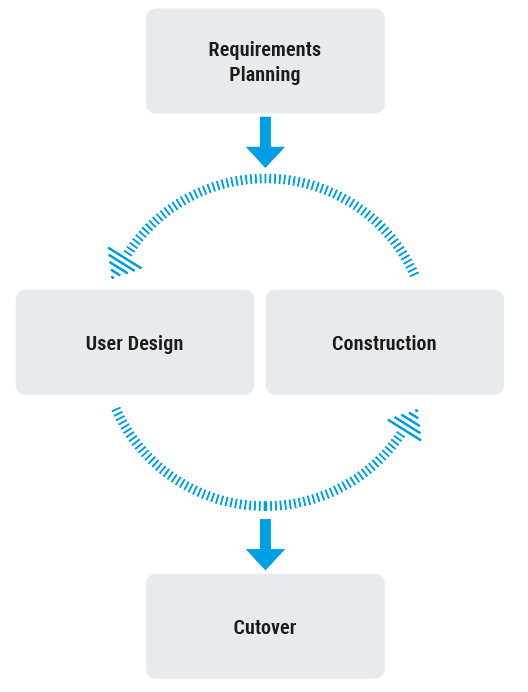 Requirements
Planning
User Design
Construction
Cutover